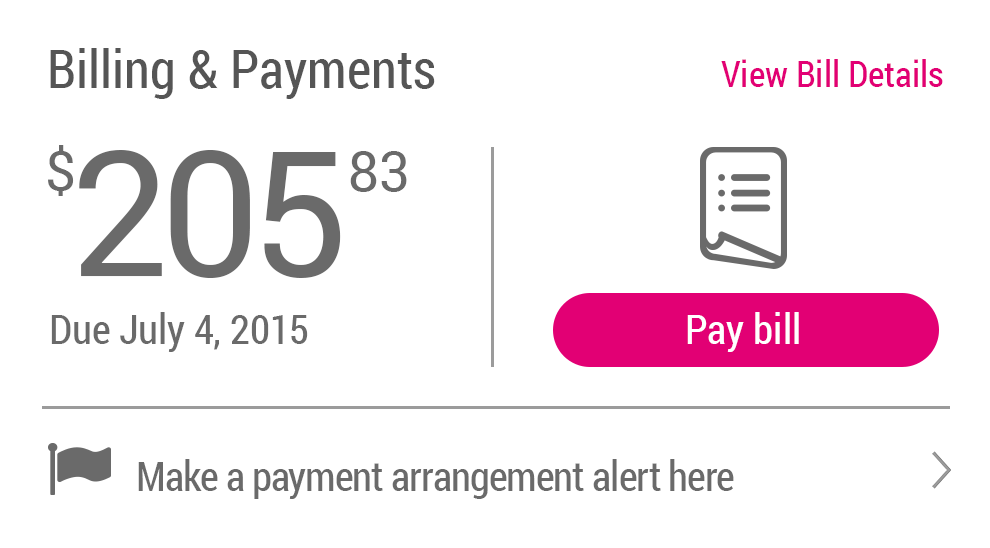 Billing & Payments
View Bill Details
$205 83
Due July 4, 2015
Pay bill
Make a payment arrangement alert here